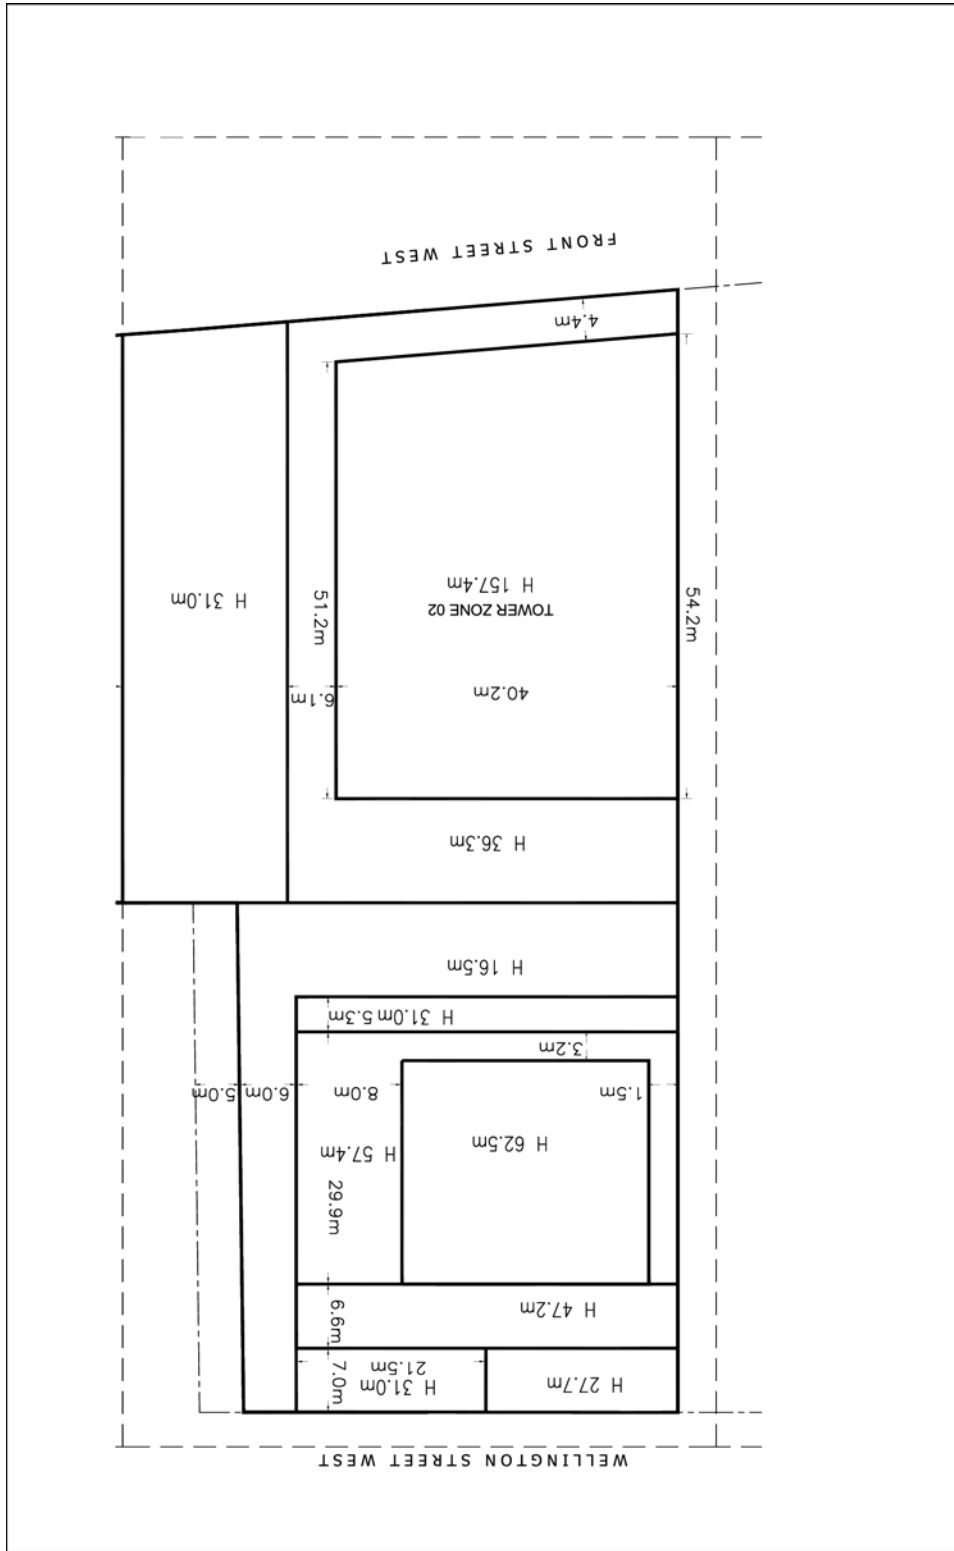 WELLINGTON STREET WEST
H 27.7m
H 31.0m
21.5m
7.0m
H 47.2m
6.6m
29.9m
H 57.4m
H 62.5m
1.5m
8.0m
6.0m
5.0m
3.2m
H 31.0m
5.3m
H 16.5m
H 36.3m
40.2m
6.1m
TOWER ZONE 02
H 157.4m
54.2m
51.2m
H 31.0m
4.4m
FRONT STREET WEST